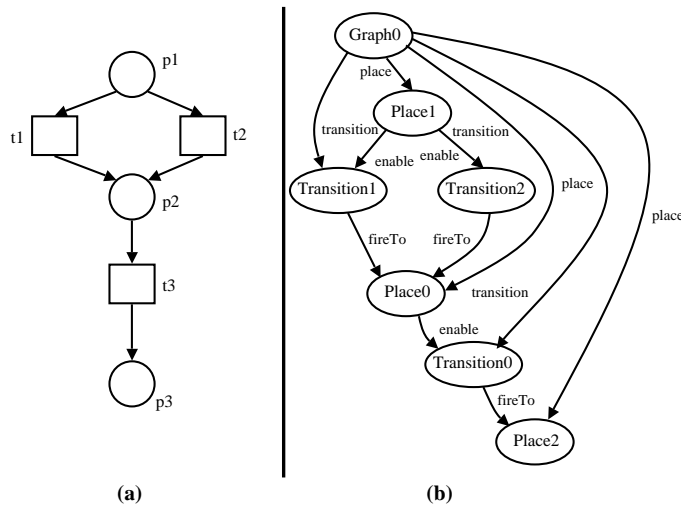 p1
t1
t2
p2
t3
p3
(a)
Graph0
place
Place1
transition
transition
enable
enable
Transition1
Transition2
place
place
fireTo
fireTo
Place0
transition
enable
Transition0
fireTo
Place2
(b)